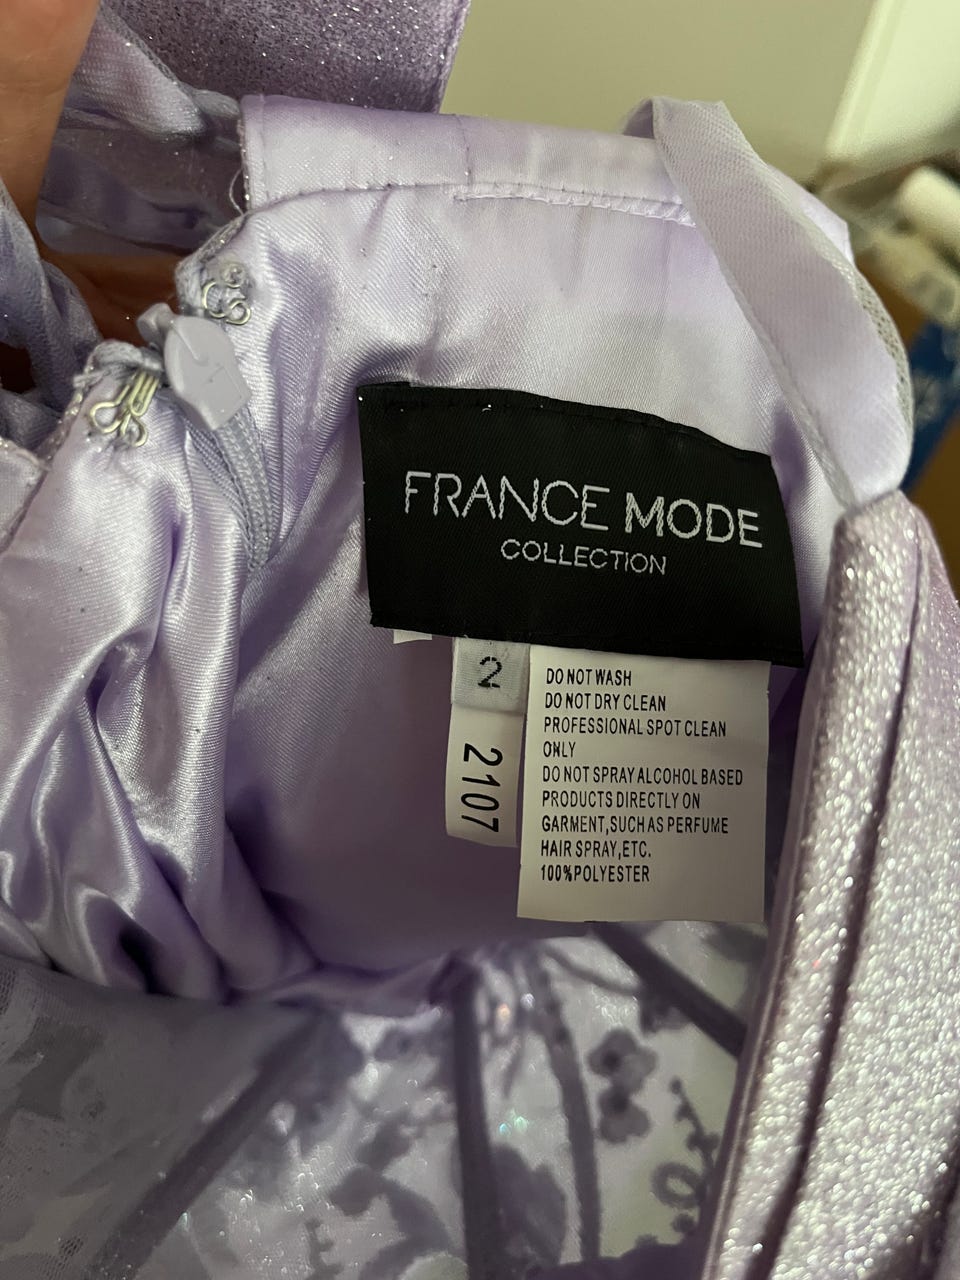 FRANCE MODE
COLLECTION
2
2107
DO NOT WASH
DO NOT DRY CLEAN
PROFESSIONAL SPOT CLEAN
ONLY
DO NOT SPRAY ALCOHOL BASED
PRODUCTS DIRECTLY ON
GARMENT,SUCH AS PERFUME
HAIR SPRAY,ETC.
100%POLYESTER